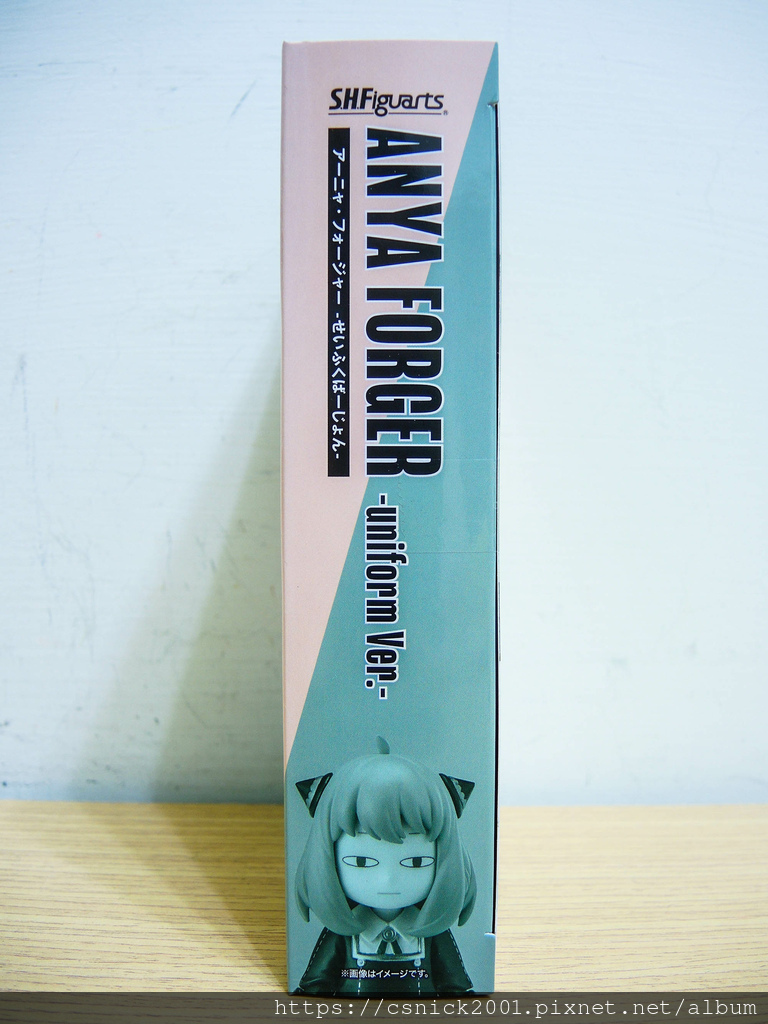 S.H.Figuarts®
ANYA FORGER -uniform Ver.-
アーニャ・フォージャー -せいふくばーじょん-
※画像はイメージです。
https://csnick2001.pixnet.net/album